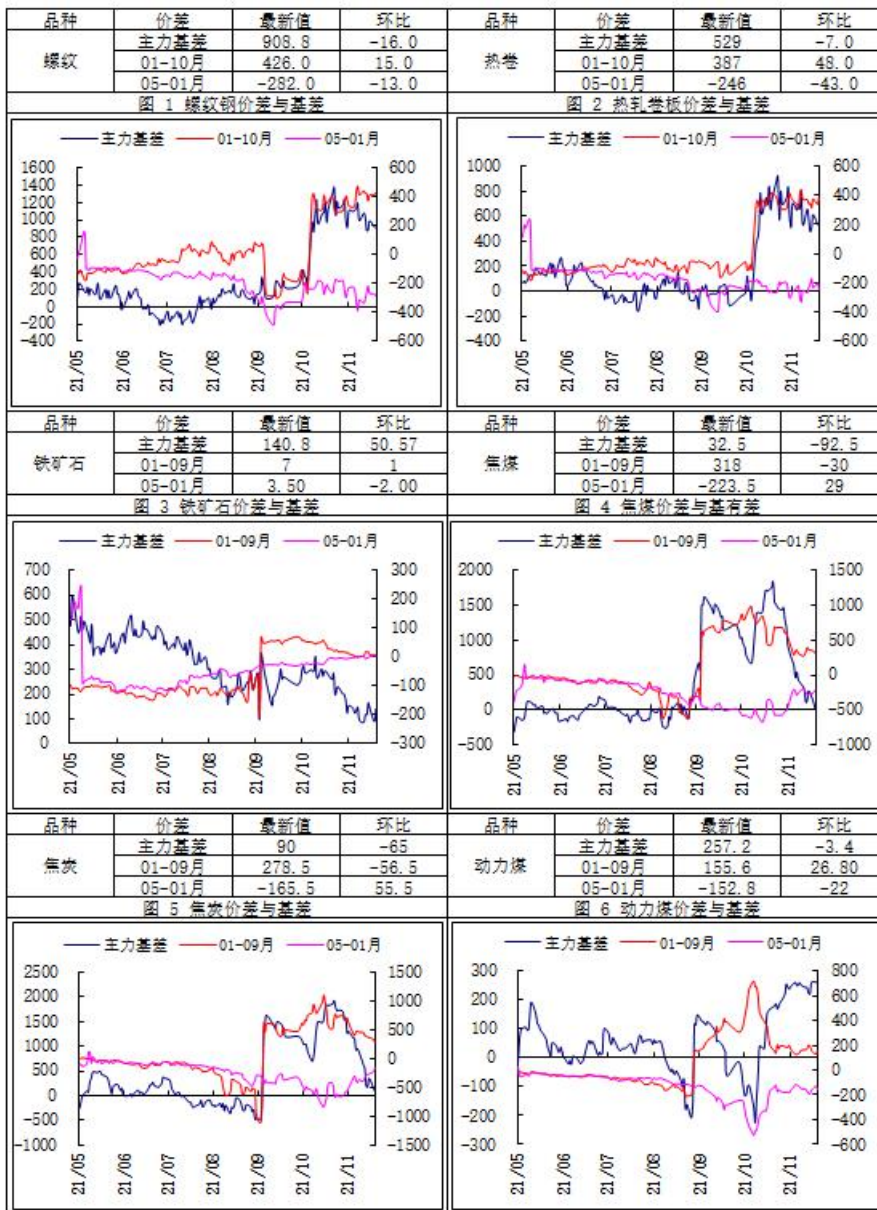 品种 价差 最新值 环比
螺纹 主力基差 908.8 -16.0
01-10月 426.0 15.0
05-01月 -282.0 -13.0
图 1 螺纹钢价差与基差
主力基差 01-10月 05-01月
1600
1400
1200
1000
800
600
400
200
0
-200
-400
600
400
200
0
-200
-400
-600
21/05 21/06 21/07 21/08 21/09 21/10 21/11
品种 价差 最新值 环比
热卷 主力基差 529 -7.0
01-10月 387 48.0
05-01月 -246 -43.0
图 2 热轧卷板价差与基差
主力基差 01-10月 05-01月
1000
800
600
400
200
0
-200
-400
600
400
200
0
-200
-400
-600
21/05 21/06 21/07 21/08 21/09 21/10 21/11
品种 价差 最新值 环比
铁矿石 主力基差 140.8 50.57
01-09月 7 1
05-01月 3.50 -2.00
图 3 铁矿石价差与基差
主力基差 01-09月 05-01月
700
600
500
400
300
200
100
0
300
200
100
0
-100
-200
-300
21/05 21/06 21/07 21/08 21/09 21/10 21/11
品种 价差 最新值 环比
焦煤 主力基差 32.5 -92.5
01-09月 318 -30
05-01月 -223.5 29
图 4 焦煤价差与基有差
主力基差 01-09月 05-01月
2000
1500
1000
500
0
-500
1500
1000
500
0
-500
-1000
21/05 21/06 21/07 21/08 21/09 21/10 21/11
品种 价差 最新值 环比
焦炭 主力基差 90 -65
01-09月 278.5 -56.5
05-01月 -165.5 55.5
图 5 焦炭价差与基差
主力基差 01-09月 05-01月
2500
2000
1500
1000
500
0
-500
-1000
1500
1000
500
0
-500
-1000
-1500
21/05 21/06 21/07 21/08 21/09 21/10 21/11
品种 价差 最新值 环比
动力煤 主力基差 257.2 -3.4
01-09月 155.6 26.80
05-01月 -152.8 -22
图 6 动力煤价差与基差
主力基差 01-09月 05-01月
300
200
100
0
-100
-200
-300
800
600
400
200
0
-200
-400
-600
21/05 21/06 21/07 21/08 21/09 21/10 21/11